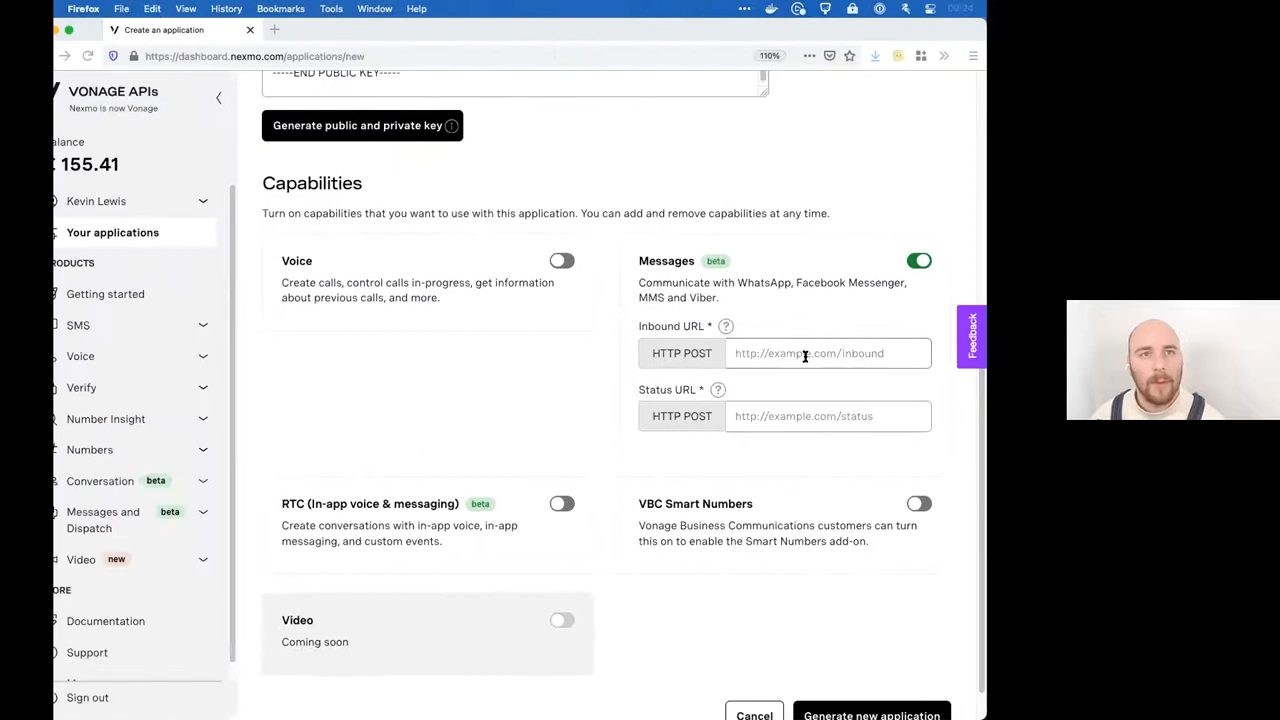 Firefox File Edit View History Bookmarks Tools Window Help
09:24
Create an application
https://dashboard.nexmo.com/applications/new
110%
-----END PUBLIC KEY-----
VONAGE APIs
Nexmo is now Vonage
alance
155.41
Kevin Lewis
Your applications
RODUCTS
Getting started
SMS
Voice
Verify
Number Insight
Numbers
Conversation beta
Messages and beta
Dispatch
Video new
ORE
Documentation
Support
Sign out
Generate public and private key
Capabilities
Turn on capabilities that you want to use with this application. You can add and remove capabilities at any time.
Voice
Create calls, control calls in-progress, get information
about previous calls, and more.
Messages beta
Communicate with WhatsApp, Facebook Messenger,
MMS and Viber.
Inbound URL * ?
HTTP POST http://example.com/inbound
Status URL * ?
HTTP POST http://example.com/status
RTC (In-app voice & messaging) beta
Create conversations with in-app voice, in-app
messaging, and custom events.
VBC Smart Numbers
Vonage Business Communications customers can turn
this on to enable the Smart Numbers add-on.
Video
Coming soon
Cancel Generate new application
Feedback